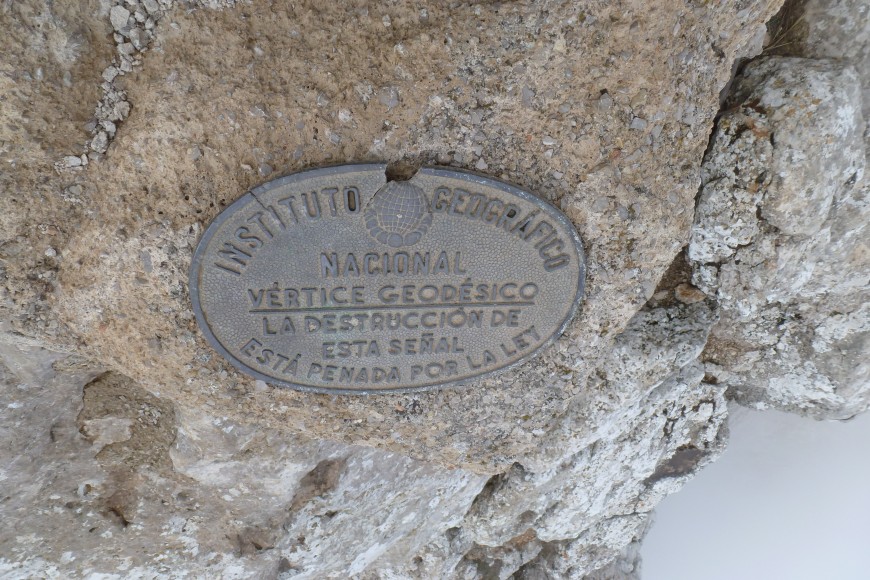 INSTITUTO GEOGRÁFICO
NACIONAL
VÉRTICE GEODÉSICO
LA DESTRUCCIÓN DE
ESTA SEÑAL
ESTÁ PENADA POR LA LEY